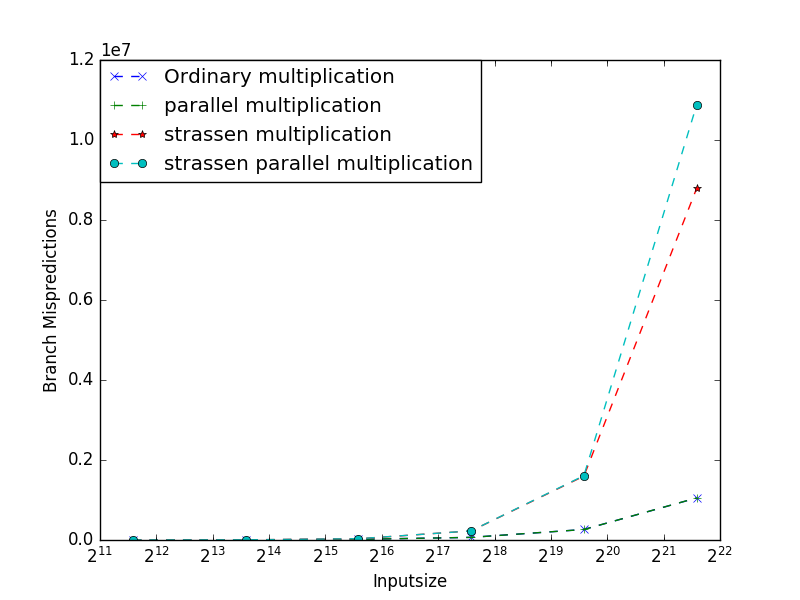 1e7
1.2
1.0
0.8
0.6
0.4
0.2
0.0
Branch Mispredictions
Ordinary multiplication
parallel multiplication
strassen multiplication
strassen parallel multiplication
2^11 2^12 2^13 2^14 2^15 2^16 2^17 2^18 2^19 2^20 2^21 2^22
Inputsize